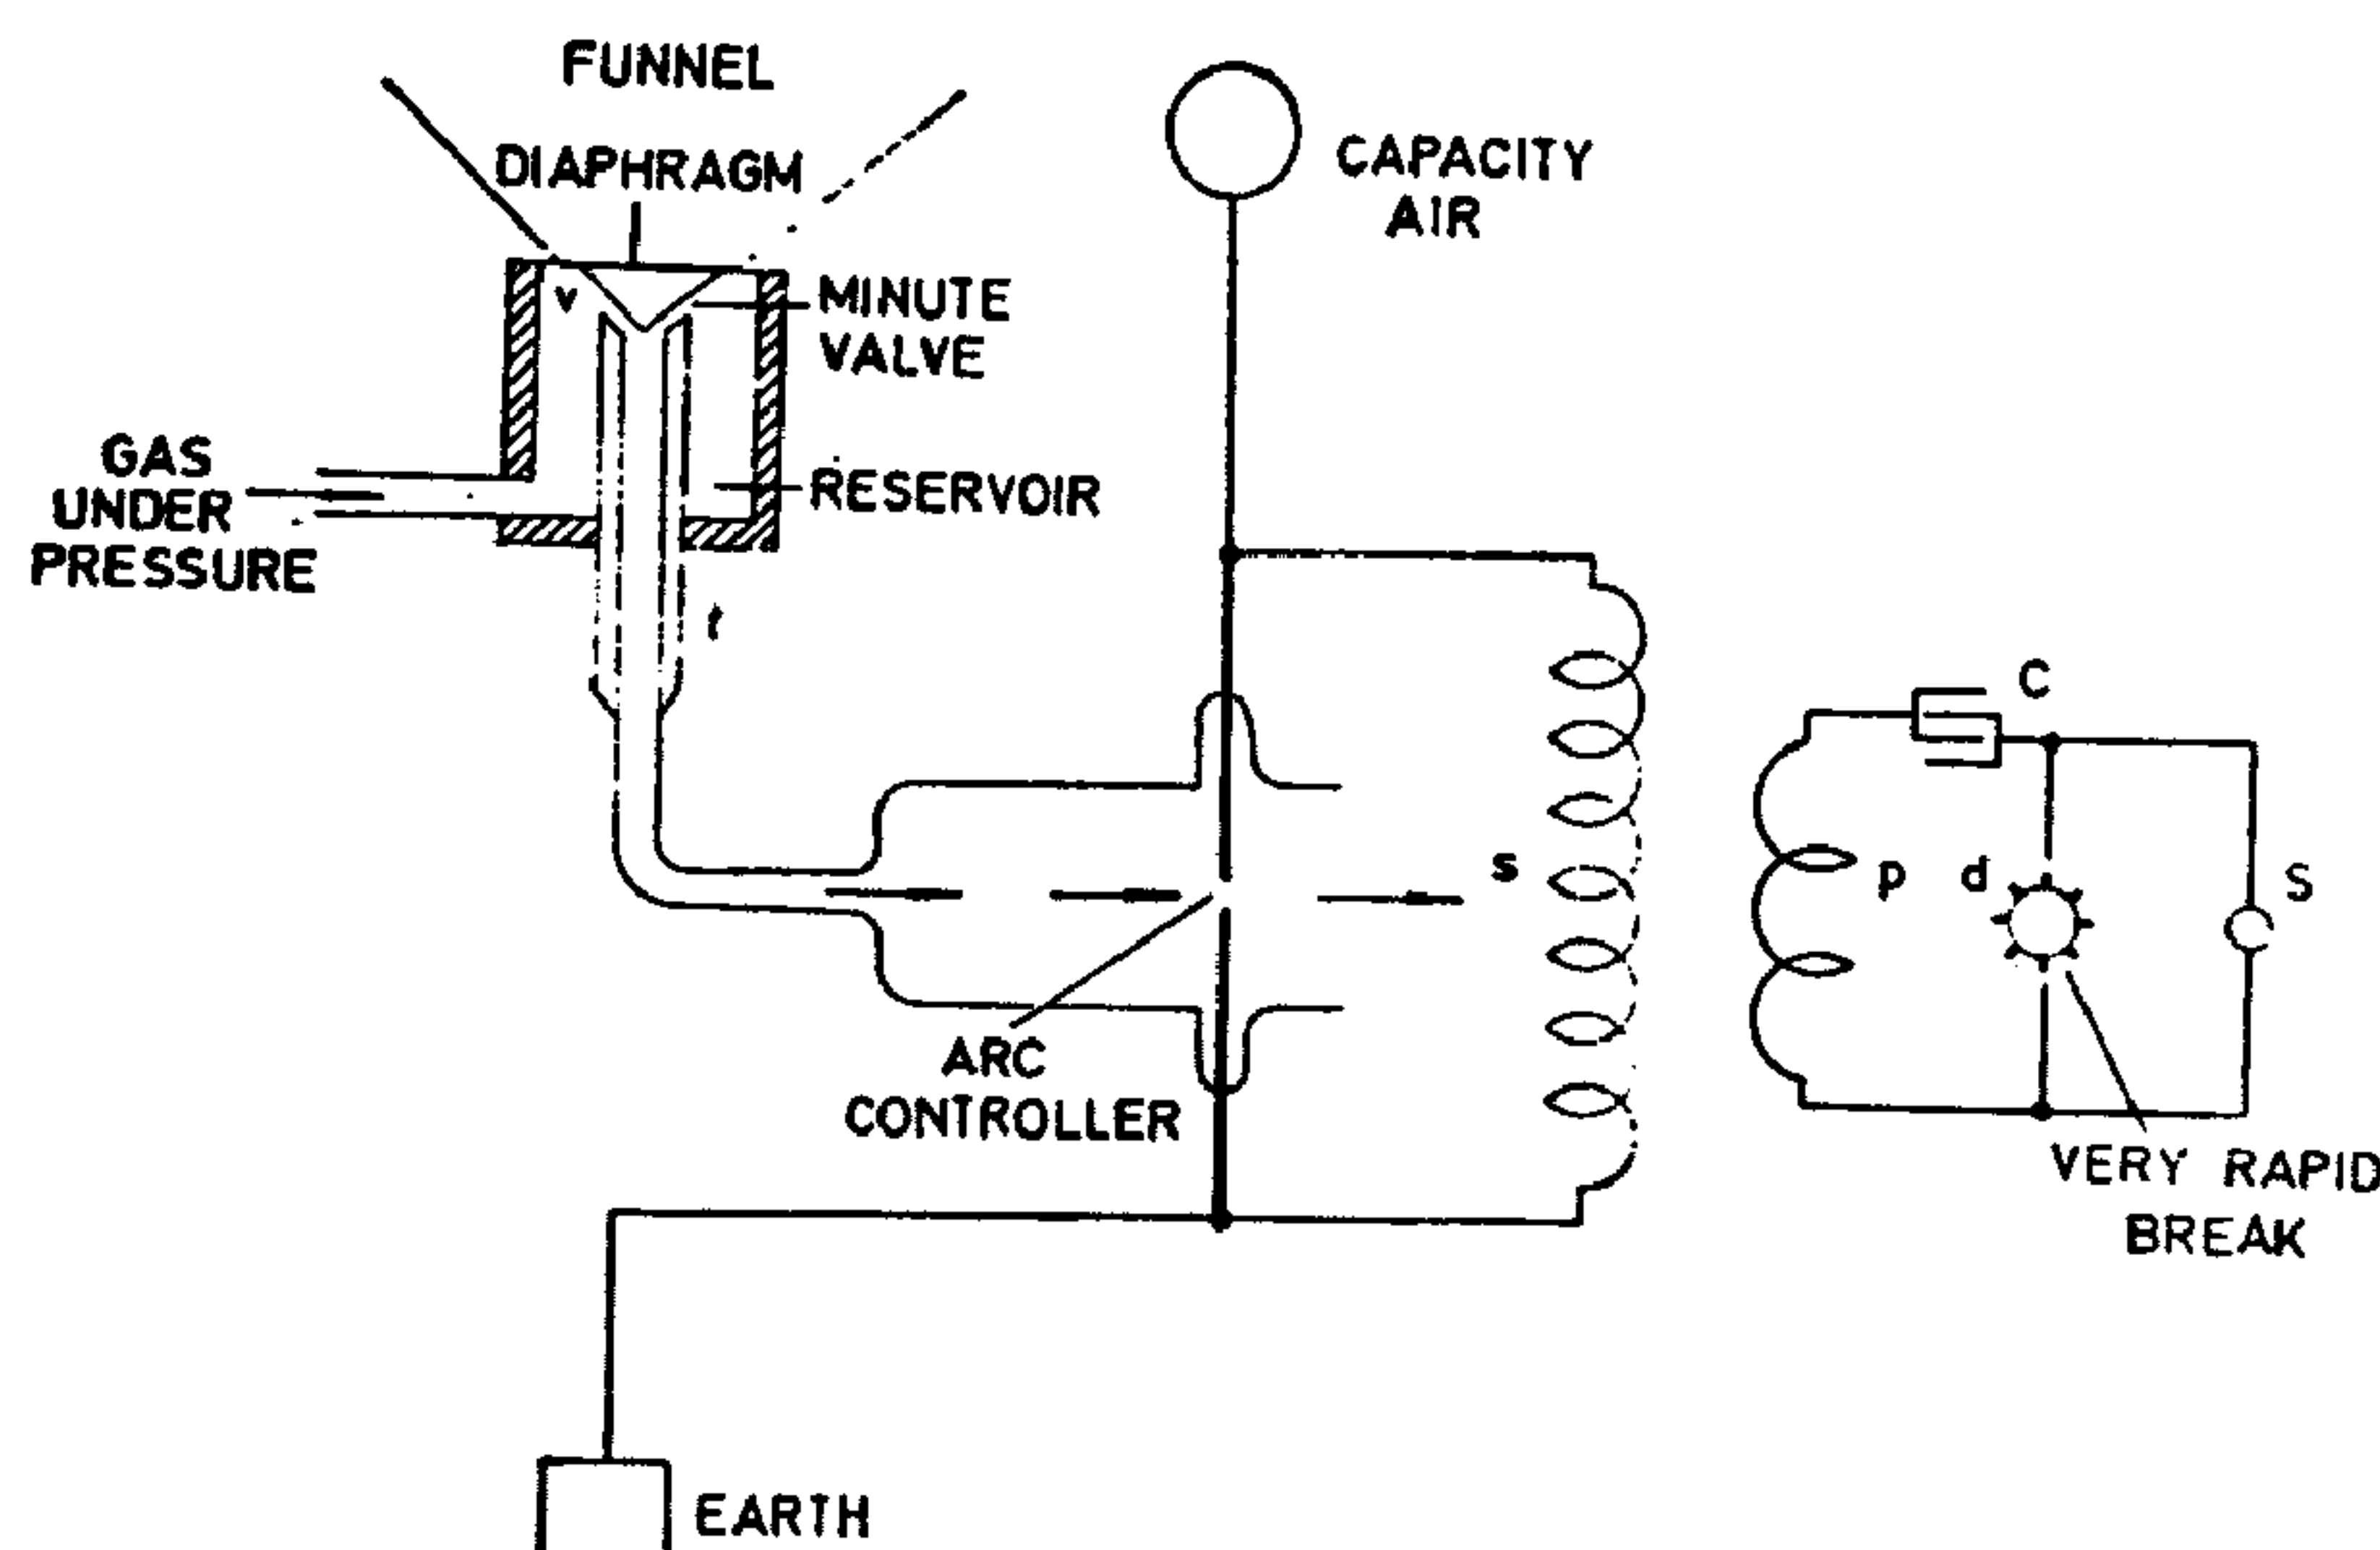 FUNNEL
DIAPHRAGM
CAPACITY
AIR
v
MINUTE
VALVE
GAS
UNDER
PRESSURE
RESERVOIR
C
s
p
d
S
ARC
CONTROLLER
VERY RAPID
BREAK
EARTH